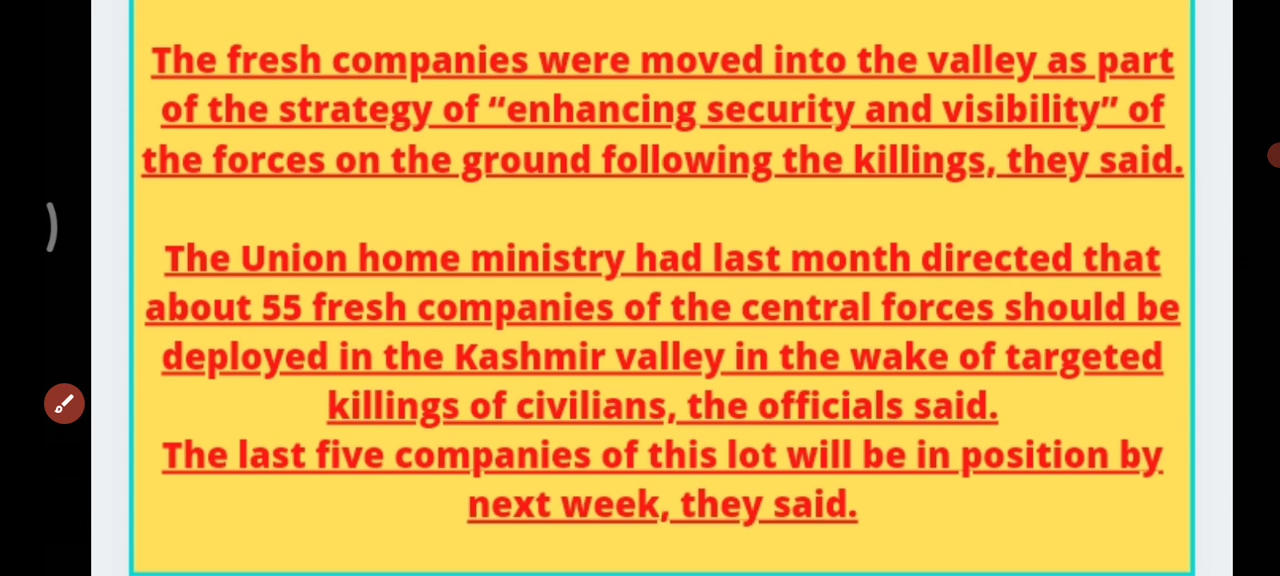 The fresh companies were moved into the valley as part
of the strategy of “enhancing security and visibility” of
the forces on the ground following the killings, they said.
The Union home ministry had last month directed that
about 55 fresh companies of the central forces should be
deployed in the Kashmir valley in the wake of targeted
killings of civilians, the officials said.
The last five companies of this lot will be in position by
next week, they said.